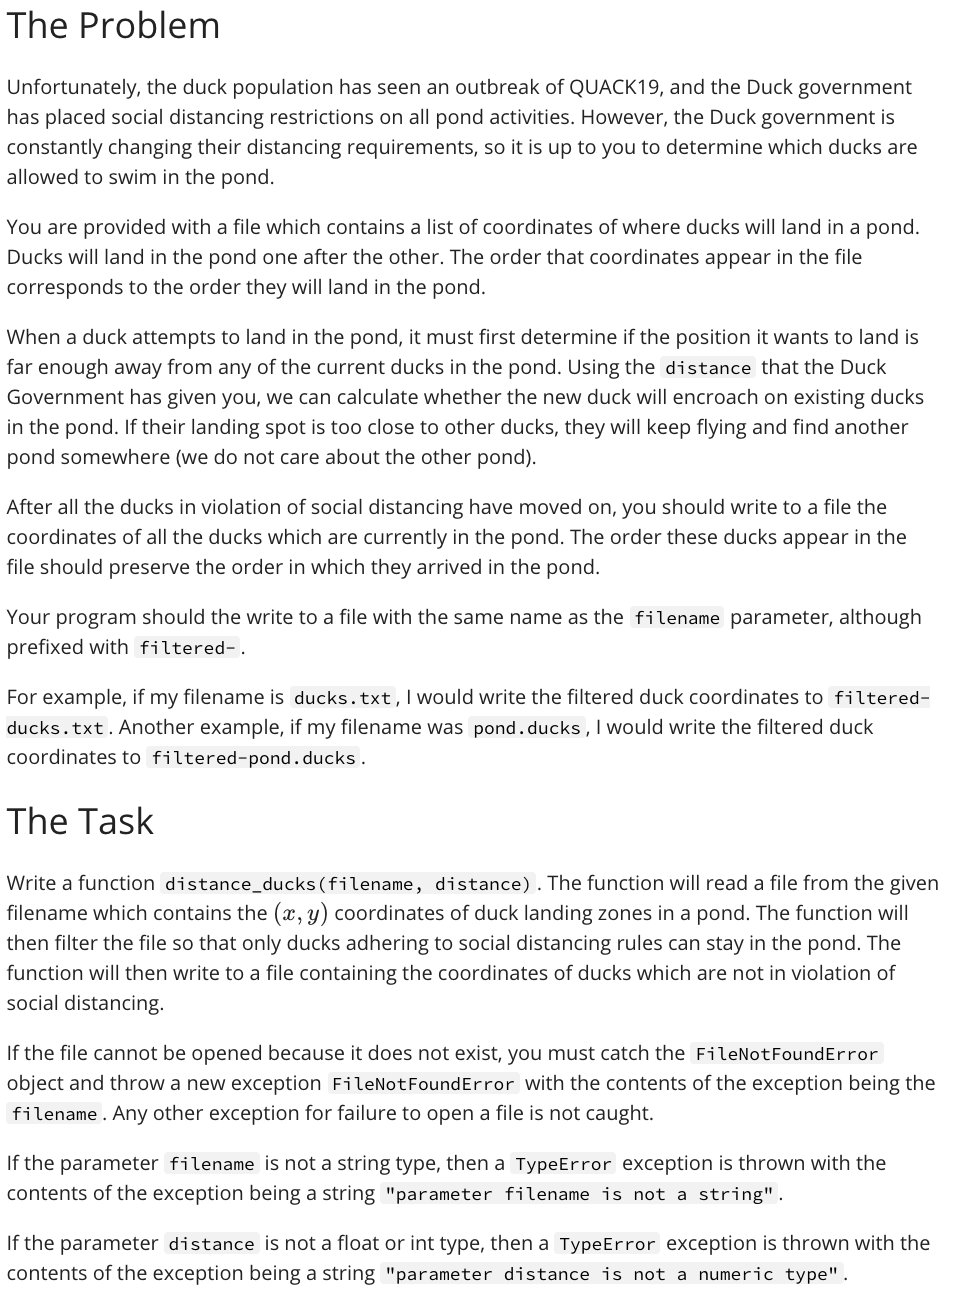 The Problem
Unfortunately, the duck population has seen an outbreak of QUACK19, and the Duck government
has placed social distancing restrictions on all pond activities. However, the Duck government is
constantly changing their distancing requirements, so it is up to you to determine which ducks are
allowed to swim in the pond.
You are provided with a file which contains a list of coordinates of where ducks will land in a pond.
Ducks will land in the pond one after the other. The order that coordinates appear in the file
corresponds to the order they will land in the pond.
When a duck attempts to land in the pond, it must first determine if the position it wants to land is
far enough away from any of the current ducks in the pond. Using the distance that the Duck
Government has given you, we can calculate whether the new duck will encroach on existing ducks
in the pond. If their landing spot is too close to other ducks, they will keep flying and find another
pond somewhere (we do not care about the other pond).
After all the ducks in violation of social distancing have moved on, you should write to a file the
coordinates of all the ducks which are currently in the pond. The order these ducks appear in the
file should preserve the order in which they arrived in the pond.
Your program should the write to a file with the same name as the filename parameter, although
prefixed with filtered-.
For example, if my filename is ducks.txt, I would write the filtered duck coordinates to filtered-
ducks.txt. Another example, if my filename was pond.ducks, I would write the filtered duck
coordinates to filtered-pond.ducks.
The Task
Write a function distance_ducks(filename, distance). The function will read a file from the given
filename which contains the (x, y) coordinates of duck landing zones in a pond. The function will
then filter the file so that only ducks adhering to social distancing rules can stay in the pond. The
function will then write to a file containing the coordinates of ducks which are not in violation of
social distancing.
If the file cannot be opened because it does not exist, you must catch the FileNotFoundError
object and throw a new exception FileNotFoundError with the contents of the exception being the
filename. Any other exception for failure to open a file is not caught.
If the parameter filename is not a string type, then a TypeError exception is thrown with the
contents of the exception being a string "parameter filename is not a string".
If the parameter distance is not a float or int type, then a TypeError exception is thrown with the
contents of the exception being a string "parameter distance is not a numeric type".